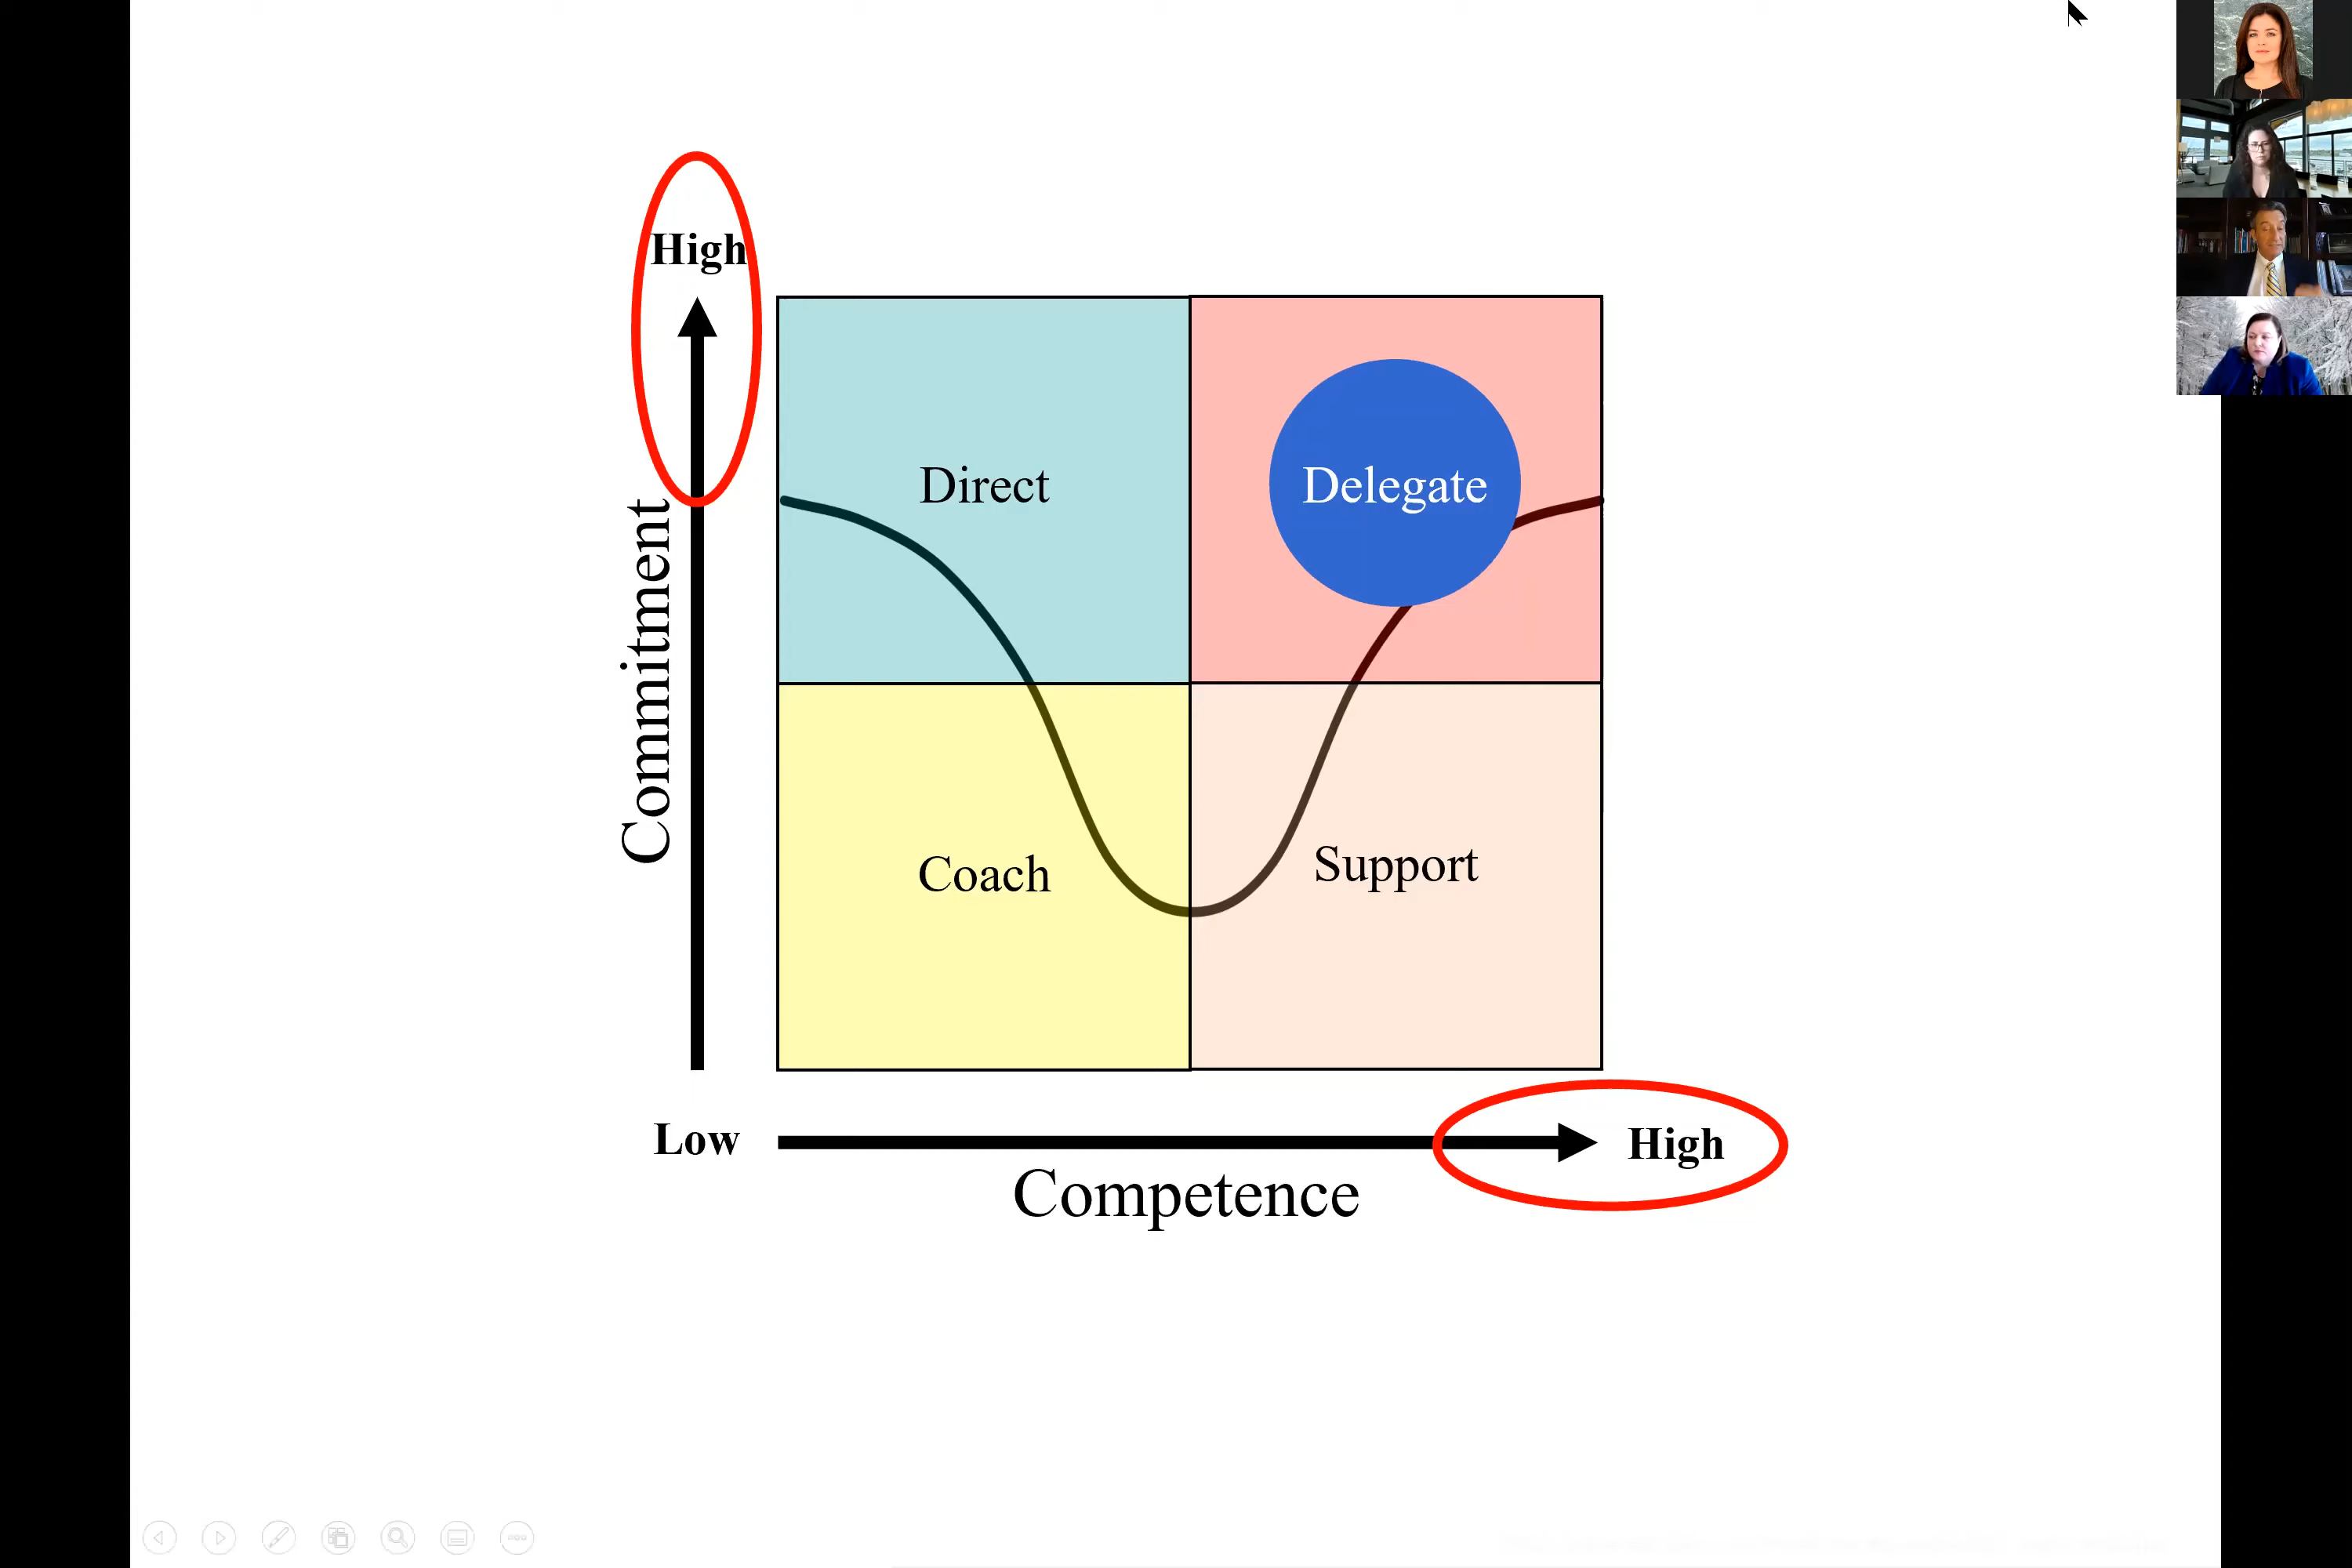 High
Commitment
Direct
Delegate
Coach
Support
Low
High
Competence